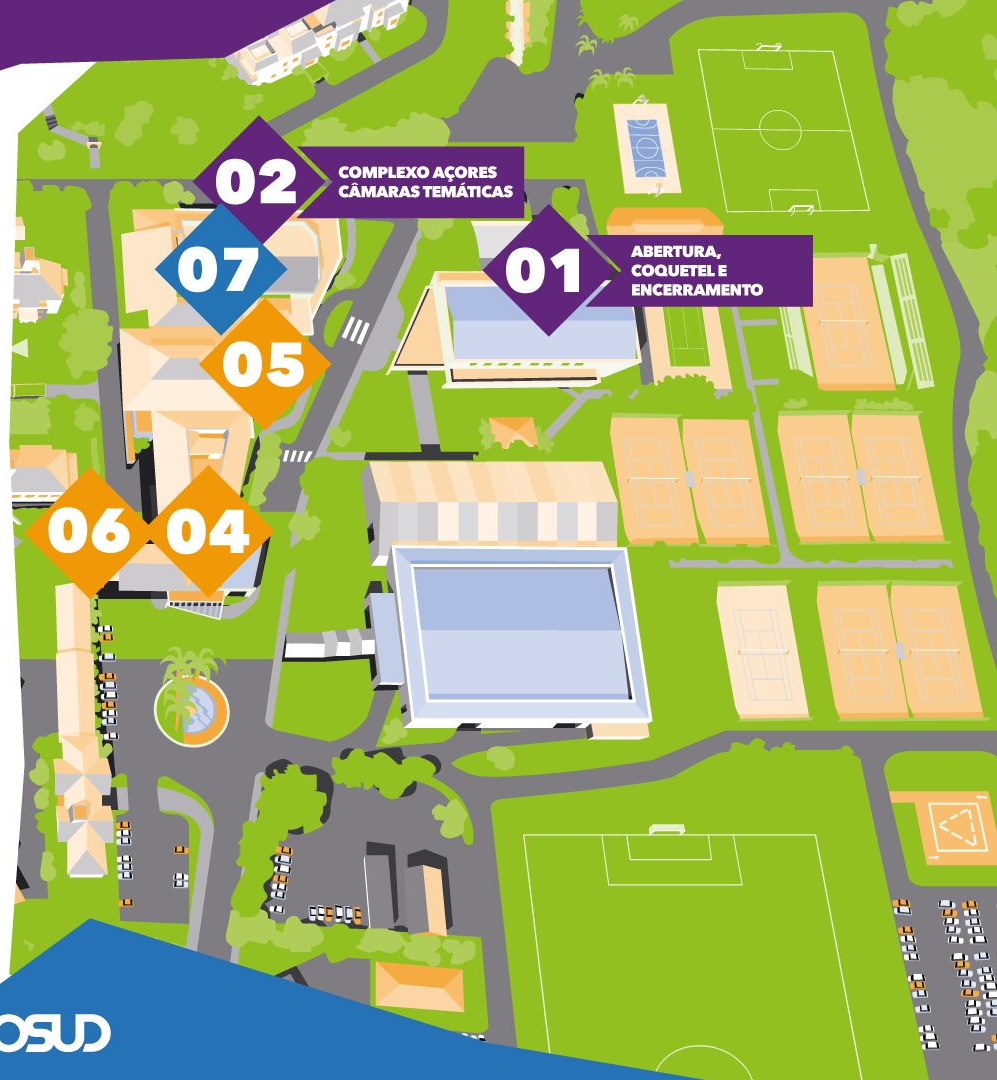 02
COMPLEXO AÇORES
CÂMARAS TEMÁTICAS
07
01
ABERTURA,
COQUETEL E
ENCERRAMENTO
05
06
04
OSUD